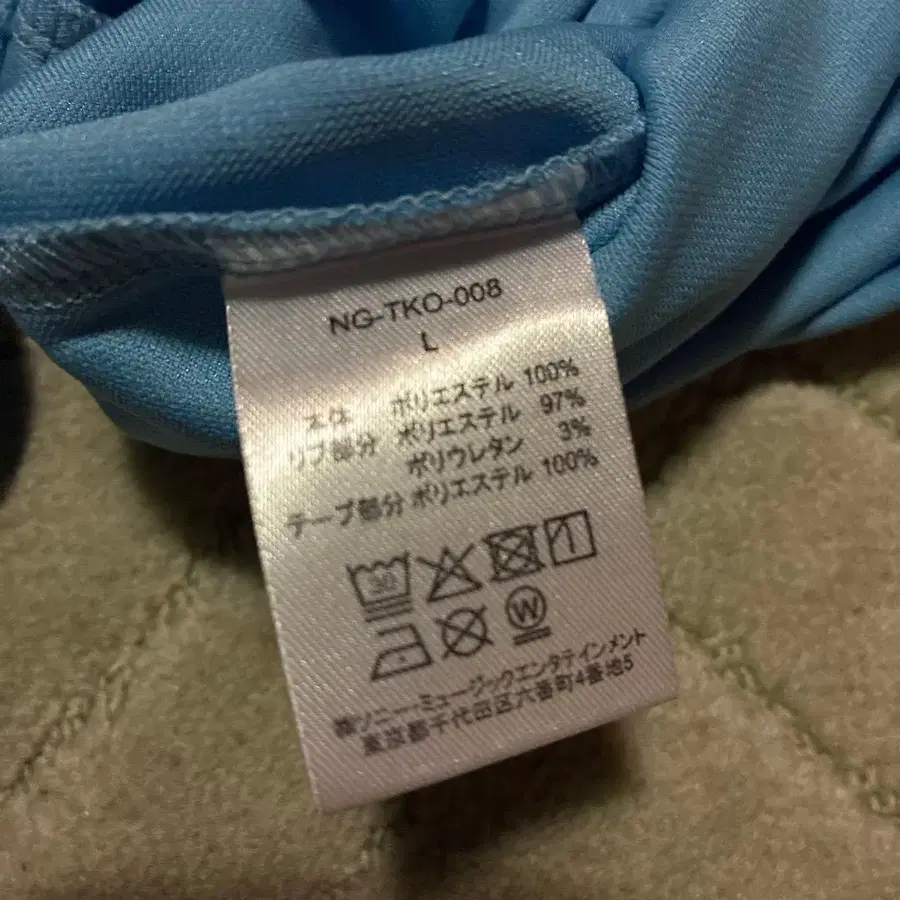 NG-TKO-008
L
本体 ポリエステル 100%
リブ部分 ポリエステル 97%
ポリウレタン 3%
テープ部分 ポリエステル 100%
30
W
㈱ソニー・ミュージックエンタテインメント
東京都千代田区六番町4番地5